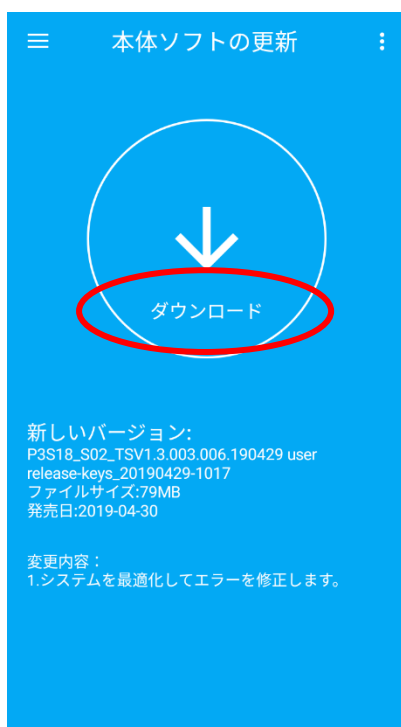 本体ソフトの更新
ダウンロード
新しいバージョン:
P3S18_S02_TSV1.3.003.006.190429 user
release-keys_20190429-1017
ファイルサイズ:79MB
発売日:2019-04-30
変更内容：
1.システムを最適化してエラーを修正します。